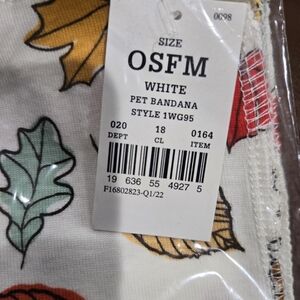 0098
SIZE
OSFM
WHITE
PET BANDANA
STYLE 1WG95
020 18 0164
DEPT CL ITEM
19 636 55 4927 5
F16802823-Q1/22